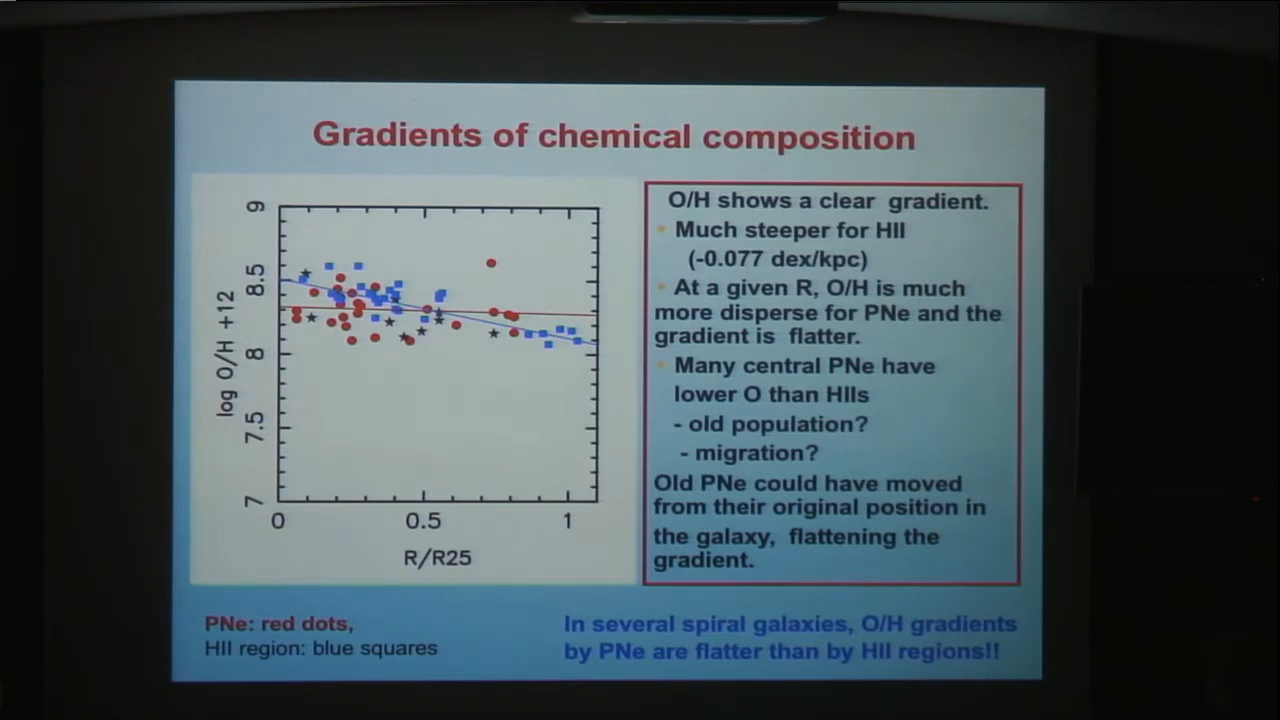 Gradients of chemical composition
9
8.5
8
7.5
7
log O/H +12
0
0.5
1
R/R25
O/H shows a clear gradient.
Much steeper for HII
(-0.077 dex/kpc)
At a given R, O/H is much
more disperse for PNe and the
gradient is flatter.
Many central PNe have
lower O than HIIs
- old population?
- migration?
Old PNe could have moved
from their original position in
the galaxy, flattening the
gradient.
PNe: red dots,
HII region: blue squares
In several spiral galaxies, O/H gradients
by PNe are flatter than by HII regions!!